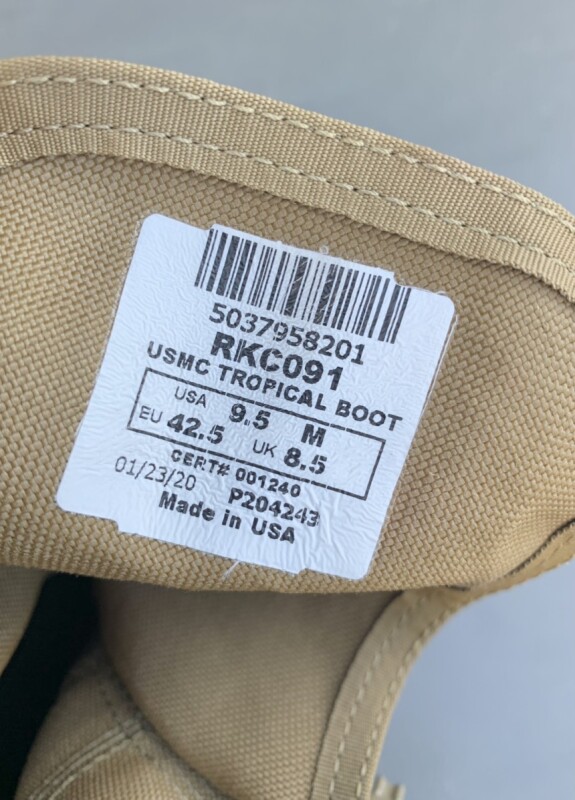 5037958201
RKC091
USMC TROPICAL BOOT
USA 9.5 M
EU 42.5 UK 8.5
CERT# 001240
01/23/20 P204243
Made in USA